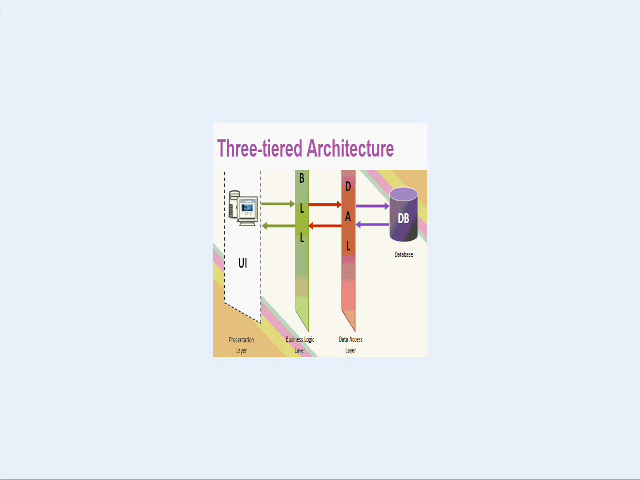 Three-tiered Architecture
B
L
L
D
A
L
UI
DB
Database
Presentation
Layer
Business Logic
Layer
Data Access
Layer